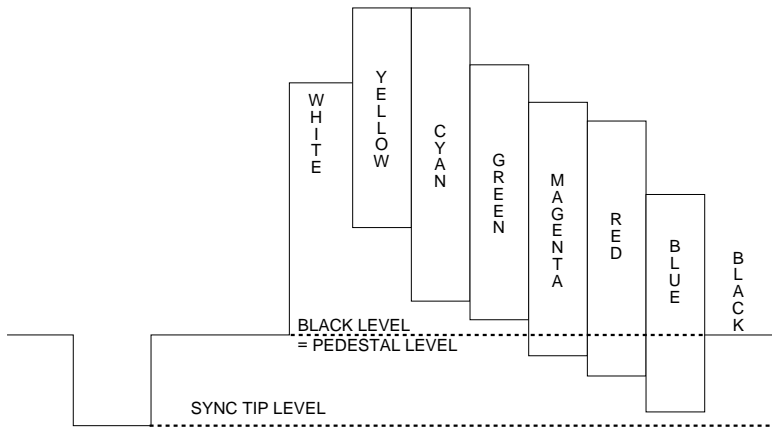 WHITE
YELLOW
CYAN
GREEN
MAGENTA
RED
BLUE
BLACK
BLACK LEVEL
= PEDESTAL LEVEL
SYNC TIP LEVEL